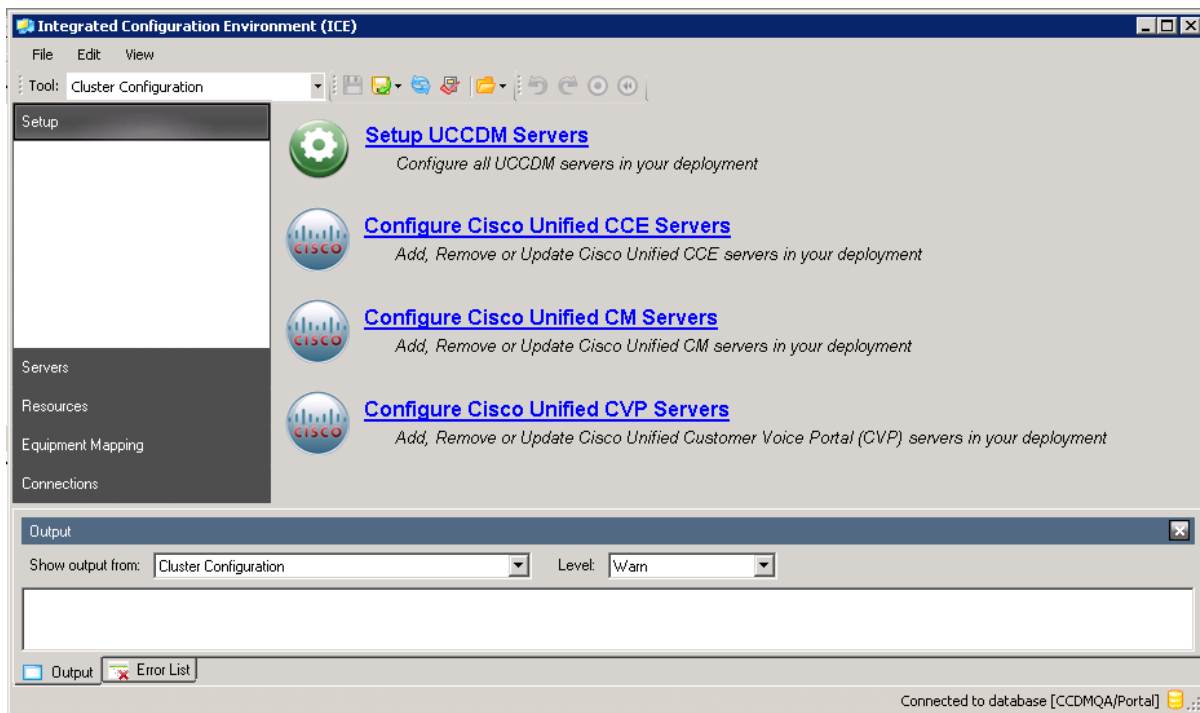 Integrated Configuration Environment (ICE)
File Edit View
Tool: Cluster Configuration
Setup
Setup UCCDM Servers
Configure all UCCDM servers in your deployment
CISCO
Configure Cisco Unified CCE Servers
Add, Remove or Update Cisco Unified CCE servers in your deployment
CISCO
Configure Cisco Unified CM Servers
Add, Remove or Update Cisco Unified CM servers in your deployment
CISCO
Configure Cisco Unified CVP Servers
Add, Remove or Update Cisco Unified Customer Voice Portal (CVP) servers in your deployment
Servers
Resources
Equipment Mapping
Connections
Output
Show output from: Cluster Configuration Level: Warn
Output Error List
Connected to database [CCDMQA/Portal]